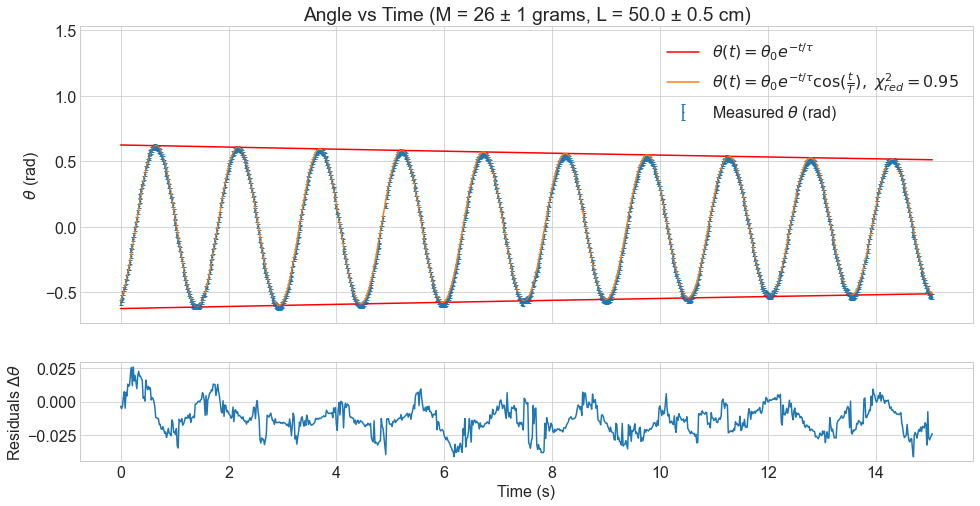 Angle vs Time (M = 26 ± 1 grams, L = 50.0 ± 0.5 cm)
1.5
1.0
0.5
0.0
−0.5
θ (rad)
θ(t) = θ₀e^{−t/τ}
θ(t) = θ₀e^{−t/τ}cos(t/T), χ²_{red} = 0.95
Measured θ (rad)
0.025
0.000
−0.025
Residuals Δθ
0 2 4 6 8 10 12 14
Time (s)